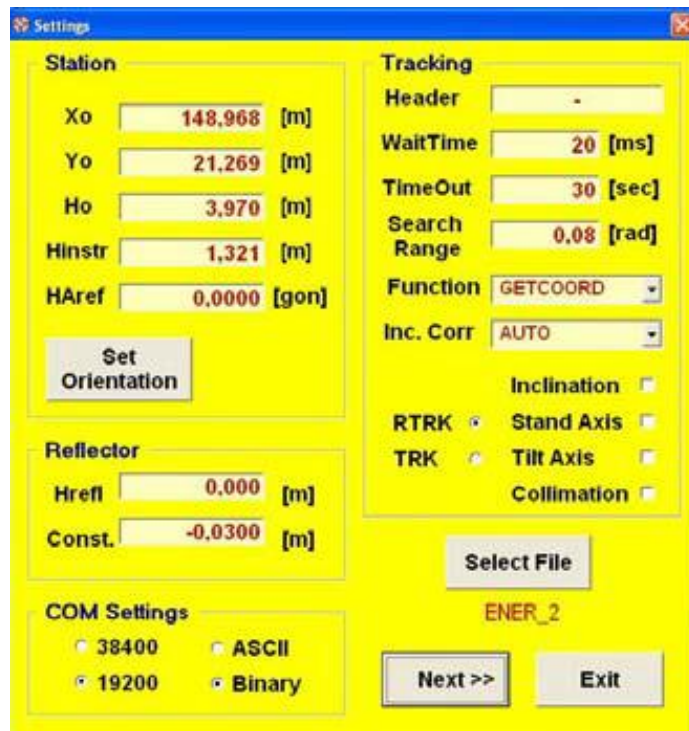 Settings
Station
Xo 148,968 [m]
Yo 21,269 [m]
Ho 3,970 [m]
Hinstr 1,321 [m]
HAref 0,0000 [gon]
Set
Orientation
Reflector
Hrefl 0,000 [m]
Const. -0,0300 [m]
COM Settings
38400 ASCII
19200 Binary
Tracking
Header -
WaitTime 20 [ms]
TimeOut 30 [sec]
Search
Range 0,08 [rad]
Function GETCOORD
Inc. Corr AUTO
Inclination
RTRK Stand Axis
TRK Tilt Axis
Collimation
Select File
ENER_2
Next >> Exit